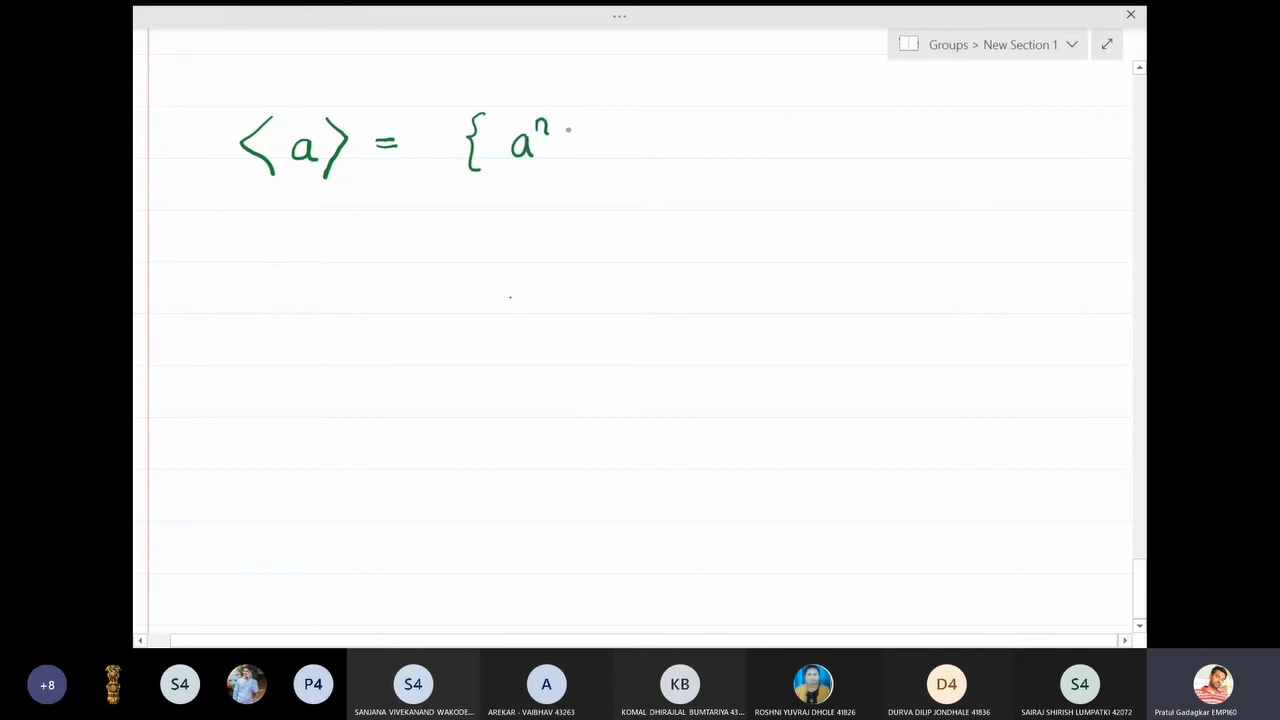 Groups > New Section 1
⟨a⟩ = { aⁿ
+8
S4
P4
S4
A
KB
D4
S4
SANJANA VIVEKANAND WAKODE...
AREKAR - VAIBHAV 43263
KOMAL DHIRAJLAL BUMTARIYA 43...
ROSHNI YUVRAJ DHOLE 41826
DURVA DILIP JONDHALE 41836
SAIRAJ SHIRISH LUMPATKI 42072
Pratul Gadagkar EMP160